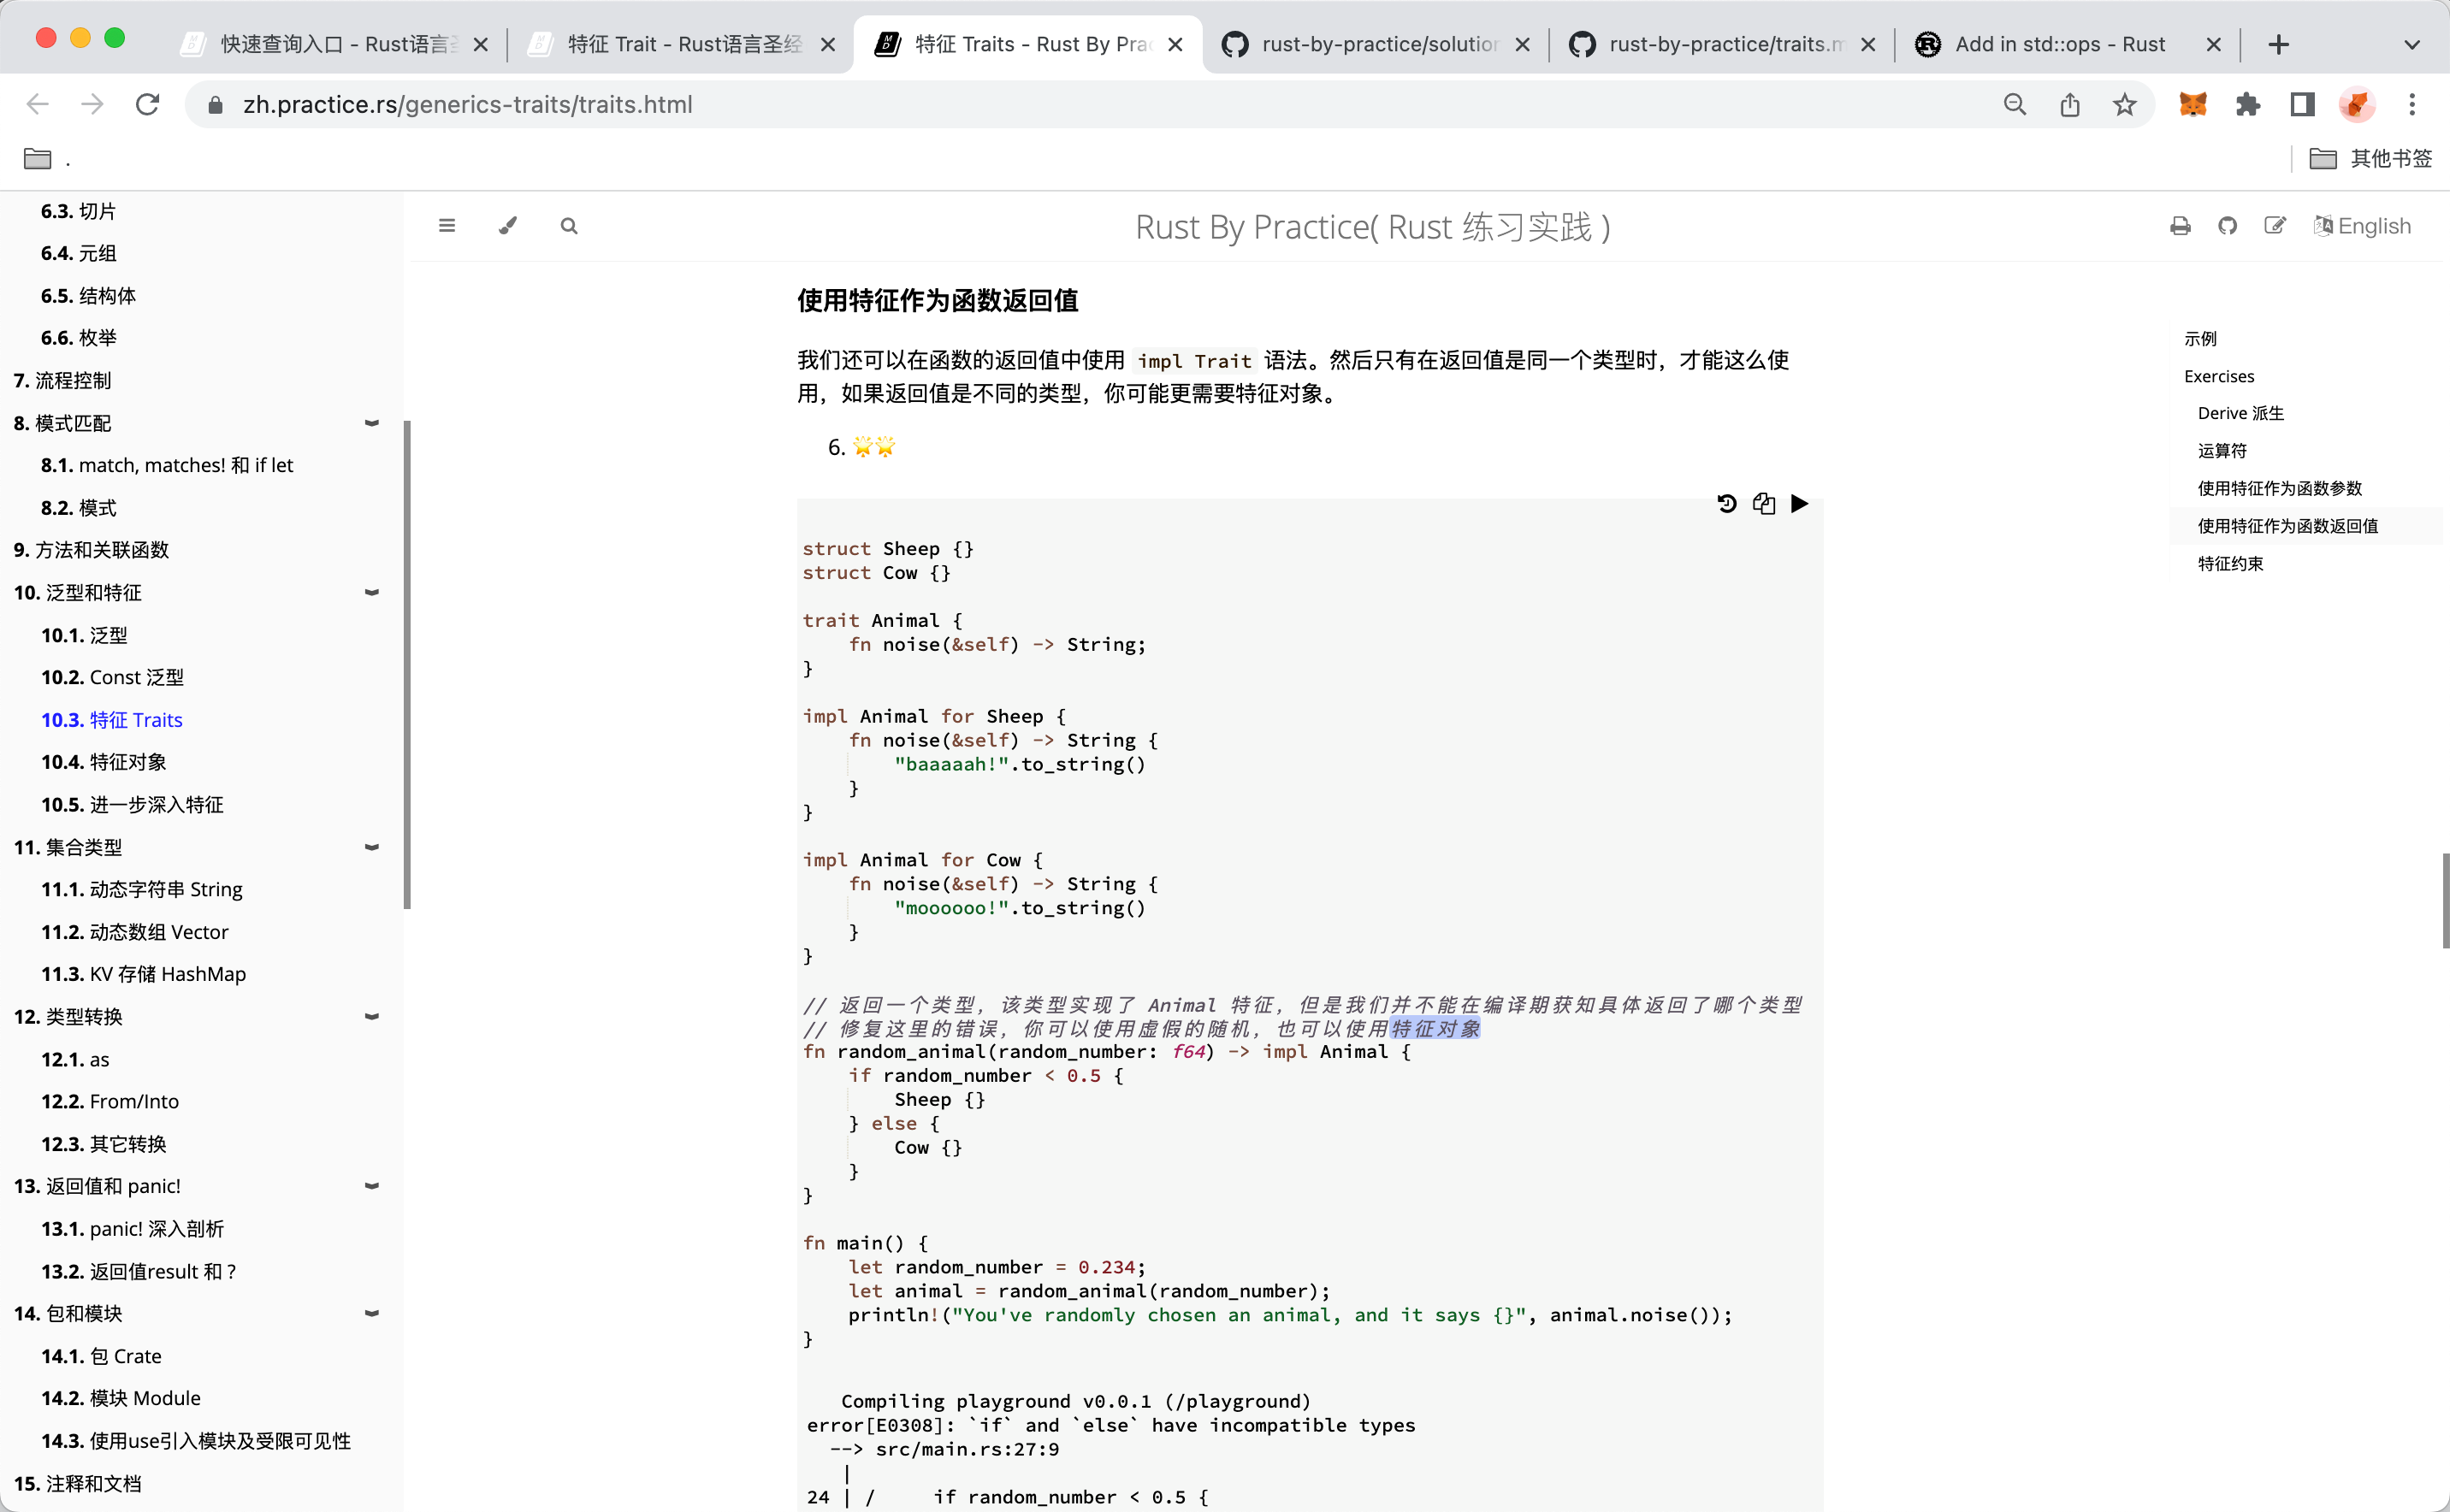 快速查询入口 - Rust语言圣
特征 Trait - Rust语言圣经
特征 Traits - Rust By Prac
rust-by-practice/solution
rust-by-practice/traits.m
Add in std::ops - Rust
zh.practice.rs/generics-traits/traits.html
.
其他书签
6.3. 切片
6.4. 元组
6.5. 结构体
6.6. 枚举
7. 流程控制
8. 模式匹配
8.1. match, matches! 和 if let
8.2. 模式
9. 方法和关联函数
10. 泛型和特征
10.1. 泛型
10.2. Const 泛型
10.3. 特征 Traits
10.4. 特征对象
10.5. 进一步深入特征
11. 集合类型
11.1. 动态字符串 String
11.2. 动态数组 Vector
11.3. KV 存储 HashMap
12. 类型转换
12.1. as
12.2. From/Into
12.3. 其它转换
13. 返回值和 panic!
13.1. panic! 深入剖析
13.2. 返回值result 和 ?
14. 包和模块
14.1. 包 Crate
14.2. 模块 Module
14.3. 使用use引入模块及受限可见性
15. 注释和文档
Rust By Practice( Rust 练习实践 )
English
使用特征作为函数返回值
我们还可以在函数的返回值中使用 impl Trait 语法。然后只有在返回值是同一个类型时，才能这么使
用，如果返回值是不同的类型，你可能更需要特征对象。
6. 🌟🌟
struct Sheep {}
struct Cow {}
trait Animal {
    fn noise(&self) -> String;
}
impl Animal for Sheep {
    fn noise(&self) -> String {
        "baaaaah!".to_string()
    }
}
impl Animal for Cow {
    fn noise(&self) -> String {
        "moooooo!".to_string()
    }
}
// 返回一个类型，该类型实现了 Animal 特征，但是我们并不能在编译期获知具体返回了哪个类型
// 修复这里的错误，你可以使用虚假的随机，也可以使用特征对象
fn random_animal(random_number: f64) -> impl Animal {
    if random_number < 0.5 {
        Sheep {}
    } else {
        Cow {}
    }
}
fn main() {
    let random_number = 0.234;
    let animal = random_animal(random_number);
    println!("You've randomly chosen an animal, and it says {}", animal.noise());
}
   Compiling playground v0.0.1 (/playground)
error[E0308]: `if` and `else` have incompatible types
  --> src/main.rs:27:9
   |
24 | /     if random_number < 0.5 {
示例
Exercises
Derive 派生
运算符
使用特征作为函数参数
使用特征作为函数返回值
特征约束